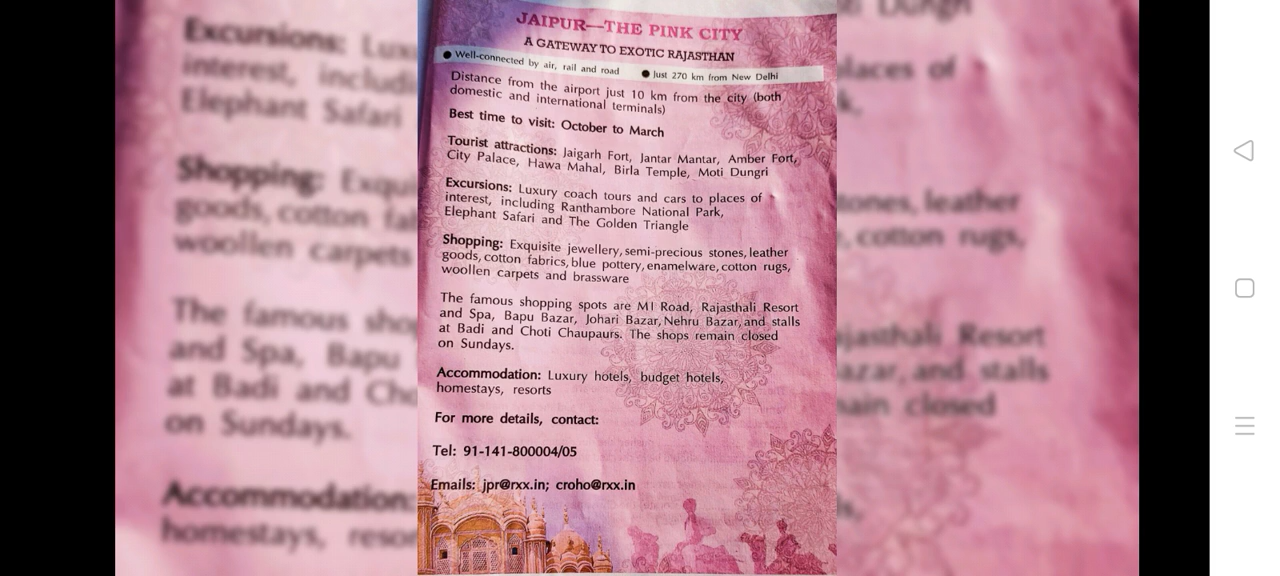 JAIPUR—THE PINK CITY
A GATEWAY TO EXOTIC RAJASTHAN
● Well-connected by air, rail and road ● Just 270 km from New Delhi
Distance from the airport just 10 km from the city (both
domestic and international terminals)
Best time to visit: October to March
Tourist attractions: Jaigarh Fort, Jantar Mantar, Amber Fort,
City Palace, Hawa Mahal, Birla Temple, Moti Dungri
Excursions: Luxury coach tours and cars to places of
interest, including Ranthambore National Park,
Elephant Safari and The Golden Triangle
Shopping: Exquisite jewellery, semi-precious stones, leather
goods, cotton fabrics, blue pottery, enamelware, cotton rugs,
woollen carpets and brassware
The famous shopping spots are MI Road, Rajasthali Resort
and Spa, Bapu Bazar, Johari Bazar, Nehru Bazar, and stalls
at Badi and Choti Chaupaurs. The shops remain closed
on Sundays.
Accommodation: Luxury hotels, budget hotels,
homestays, resorts
For more details, contact:
Tel: 91-141-800004/05
Emails: jpr@rxx.in; croho@rxx.in